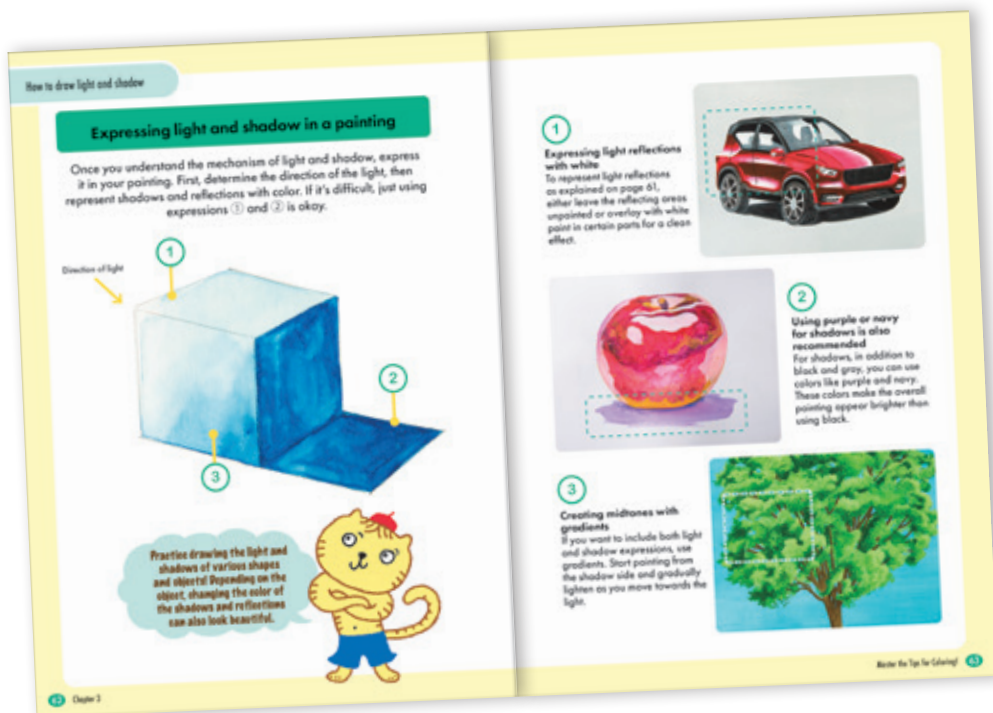 How to draw light and shadow
Expressing light and shadow in a painting
Once you understand the mechanism of light and shadow, express
it in your painting. First, determine the direction of the light, then
represent shadows and reflections with color. If it's difficult, just using
expressions ① and ② is okay.
Direction of light
1
2
3
Practice drawing the light and
shadows of various shapes
and objects! Depending on the
object, changing the color of
the shadows and reflections
can also look beautiful.
62 Chapter 3
1
Expressing light reflections
with white
To represent light reflections
as explained on page 61,
either leave the reflecting areas
unpainted or overlay with white
paint in certain parts for a clean
effect.
2
Using purple or navy
for shadows is also
recommended
For shadows, in addition to
black and gray, you can use
colors like purple and navy.
These colors make the overall
painting appear brighter than
using black.
3
Creating midtones with
gradients
If you want to include both light
and shadow expressions, use
gradients. Start painting from
the shadow side and gradually
lighten as you move towards the
light.
Master the Tips for Coloring! 63